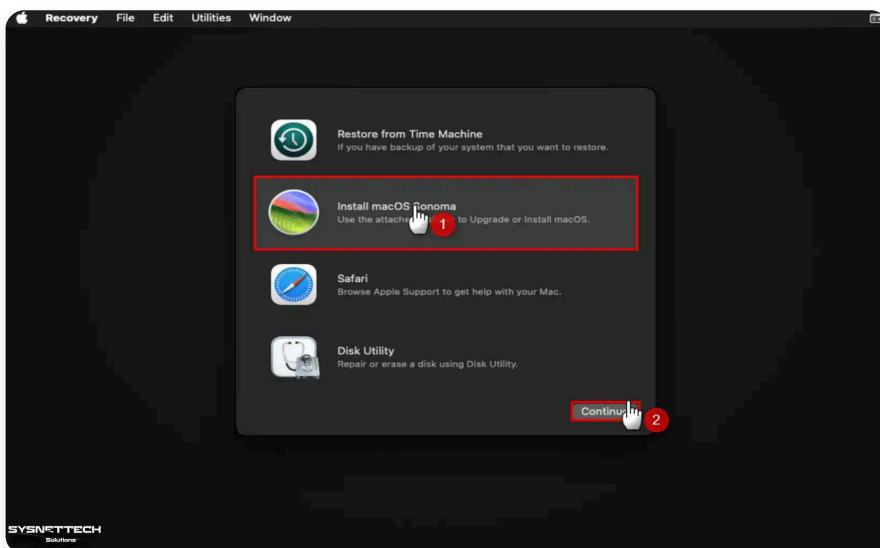 Recovery File Edit Utilities Window
Restore from Time Machine
If you have backup of your system that you want to restore.
Install macOS Sonoma
Use the attached to Upgrade or Install macOS.
1
Safari
Browse Apple Support to get help with your Mac.
Disk Utility
Repair or erase a disk using Disk Utility.
Continue
2
SYSNETTECH
Solutions